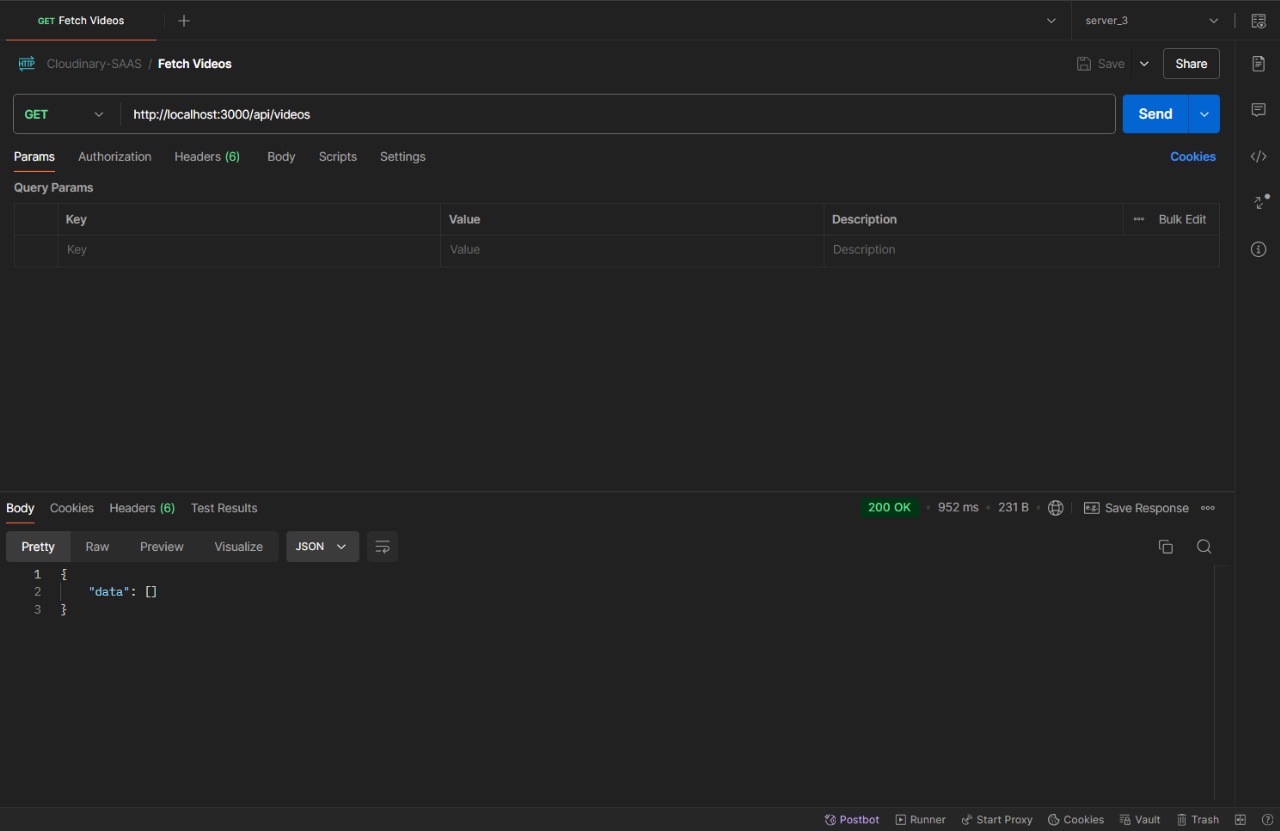 GET Fetch Videos
server_3
HTTP Cloudinary-SAAS / Fetch Videos
Save
Share
GET
http://localhost:3000/api/videos
Send
Params Authorization Headers (6) Body Scripts Settings
Cookies
Query Params
Key Value Description
Bulk Edit
Key Value Description
Body Cookies Headers (6) Test Results
200 OK • 952 ms • 231 B
e.g. Save Response
Pretty Raw Preview Visualize JSON
1 {
2 "data": []
3 }
Postbot Runner Start Proxy Cookies Vault Trash